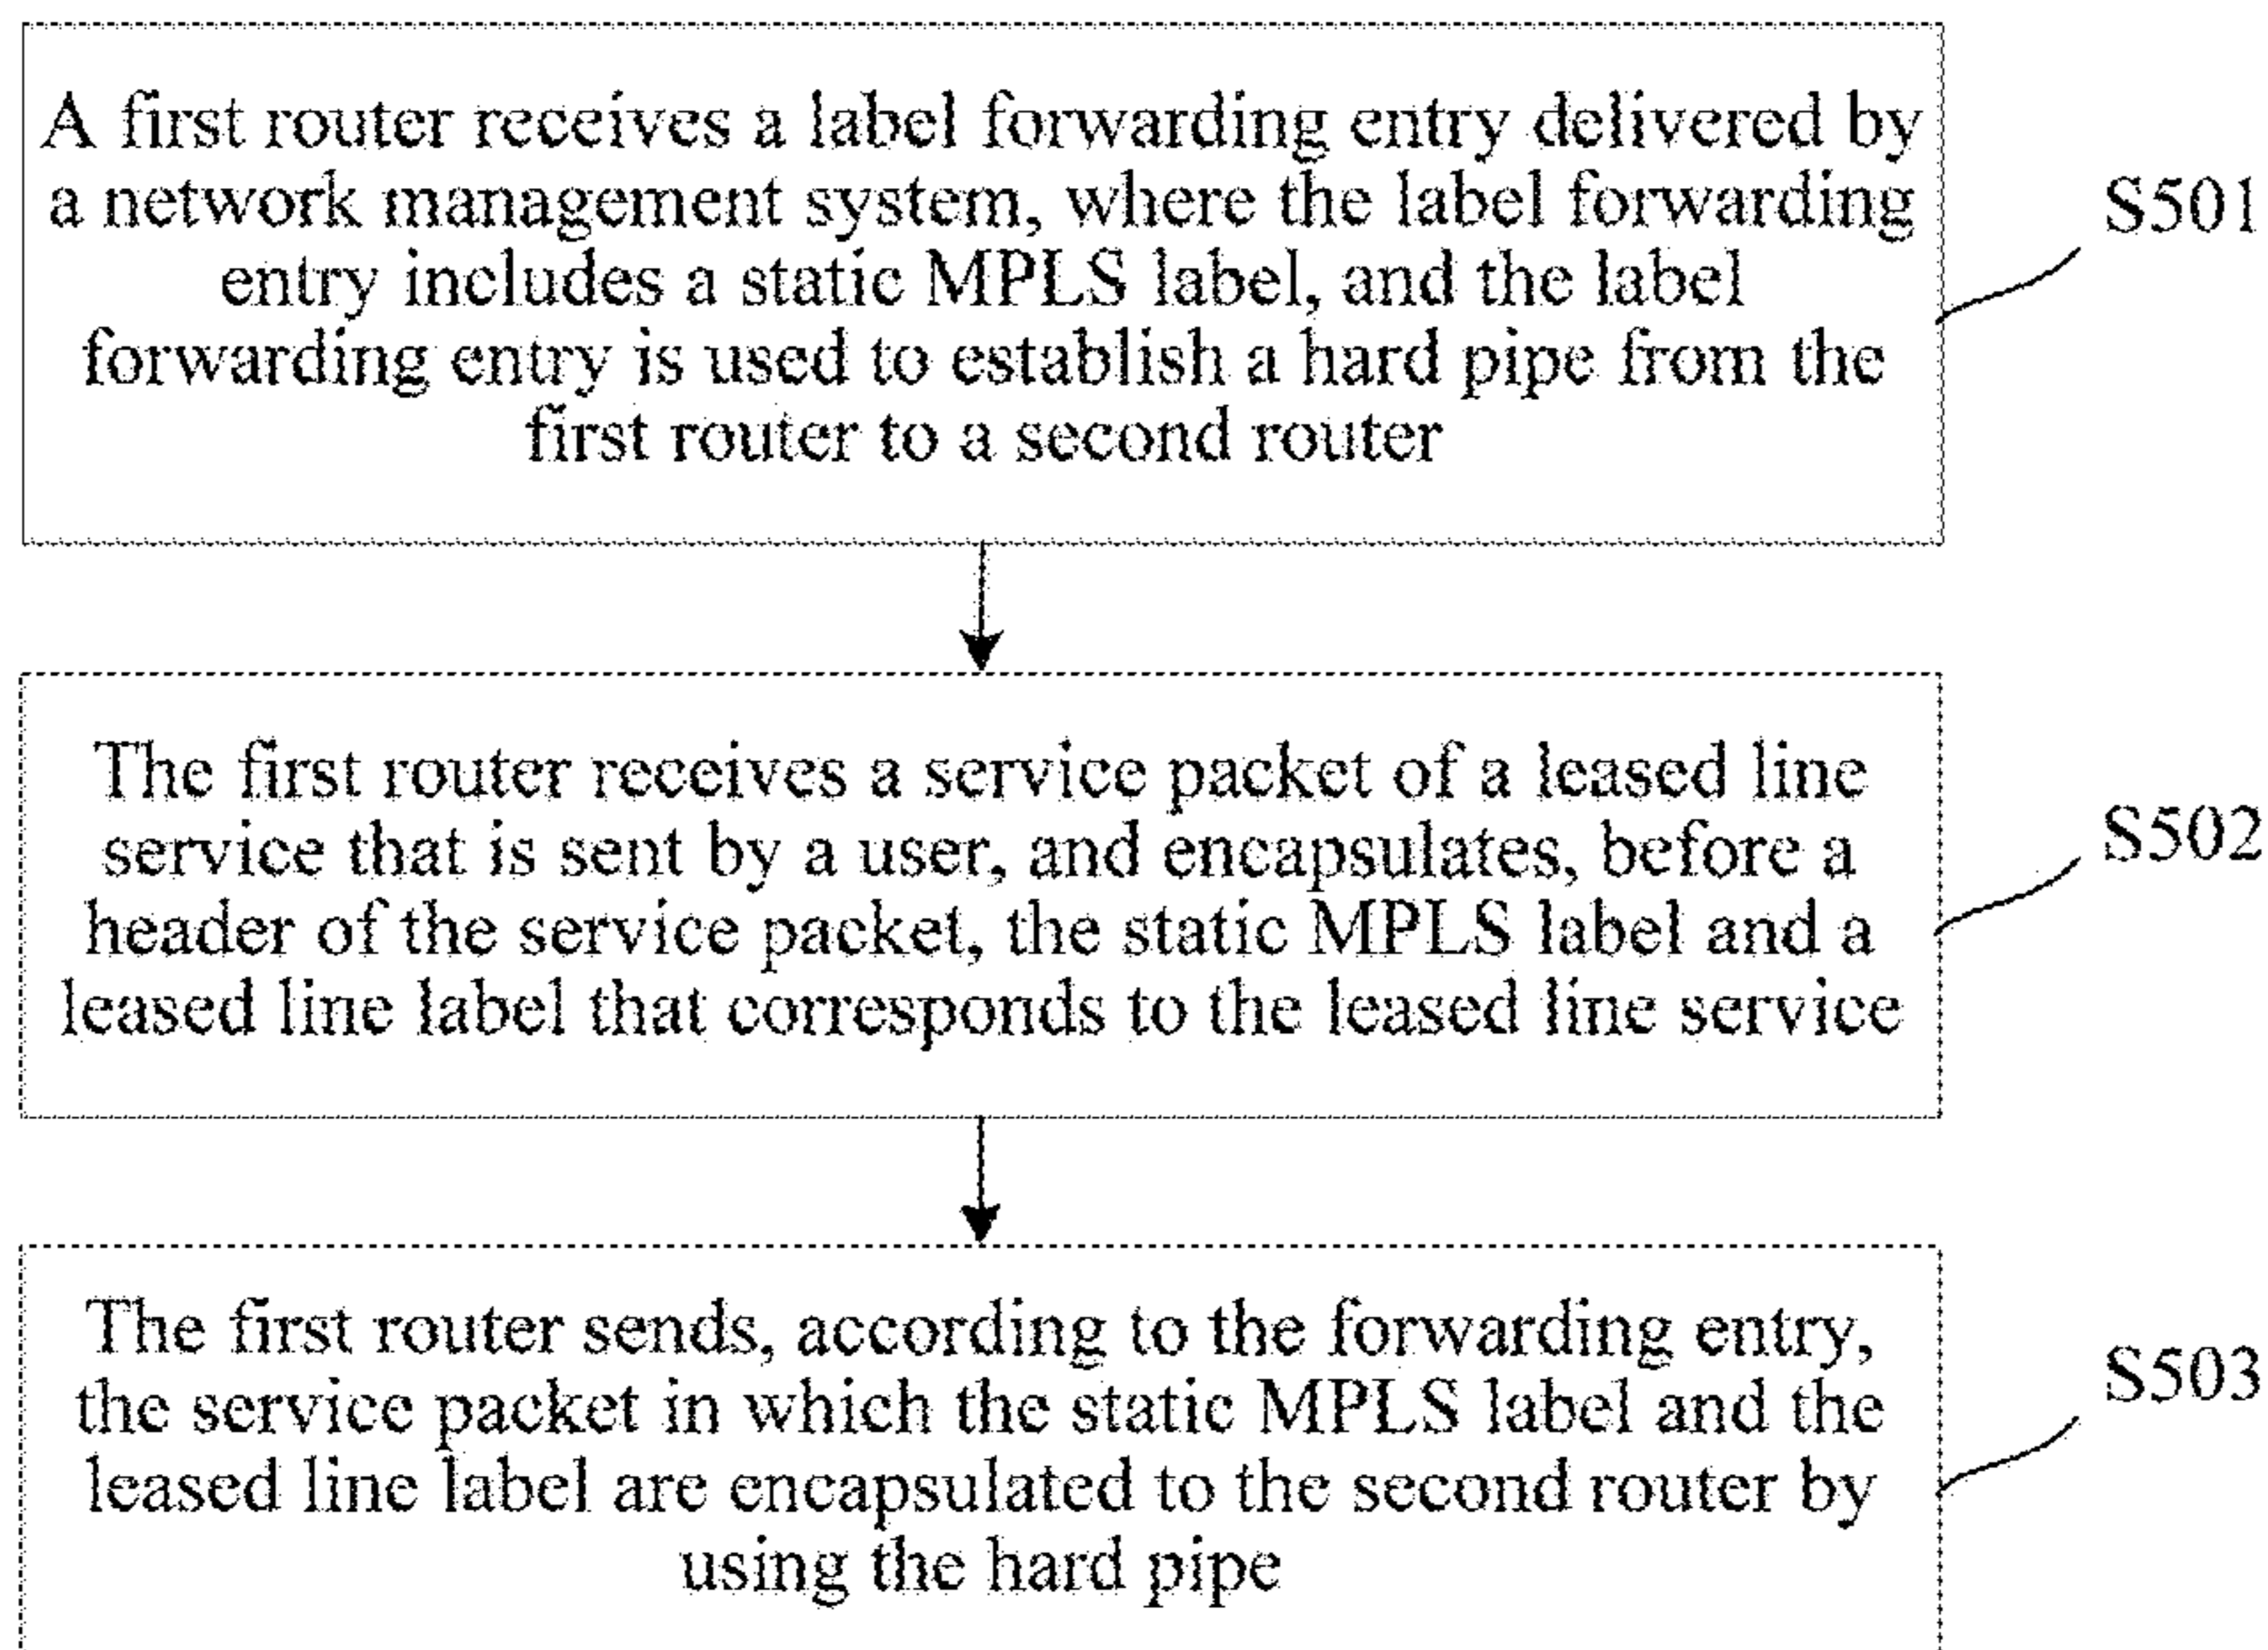 A first router receives a label forwarding entry delivered by
a network management system, where the label forwarding
entry includes a static MPLS label, and the label
forwarding entry is used to establish a hard pipe from the
first router to a second router
S501
The first router receives a service packet of a leased line
service that is sent by a user, and encapsulates, before a
header of the service packet, the static MPLS label and a
leased line label that corresponds to the leased line service
S502
The first router sends, according to the forwarding entry,
the service packet in which the static MPLS label and the
leased line label are encapsulated to the second router by
using the hard pipe
S503